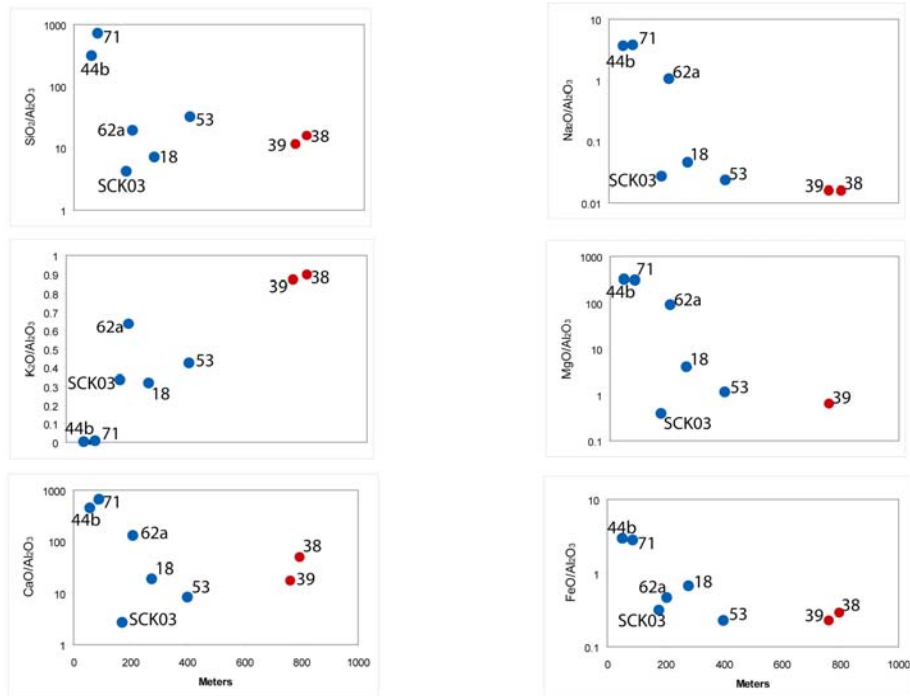 1000
100
10
1
SiO₂/Al₂O₃
71
44b
62a
53
18
SCK03
39
38
10
1
0.1
0.01
Na₂O/Al₂O₃
44b
71
62a
SCK03
18
53
39
38
1
0.9
0.8
0.7
0.6
0.5
0.4
0.3
0.2
0.1
0
K₂O/Al₂O₃
39
38
62a
SCK03
18
53
44b
71
1000
100
10
1
0.1
MgO/Al₂O₃
71
44b
62a
18
53
SCK03
39
1000
100
10
1
CaO/Al₂O₃
71
44b
62a
18
53
SCK03
38
39
0 200 400 600 800 1000
Meters
10
1
0.1
FeO/Al₂O₃
44b
71
62a
18
SCK03
53
39
38
0 200 400 600 800 1000
Meters